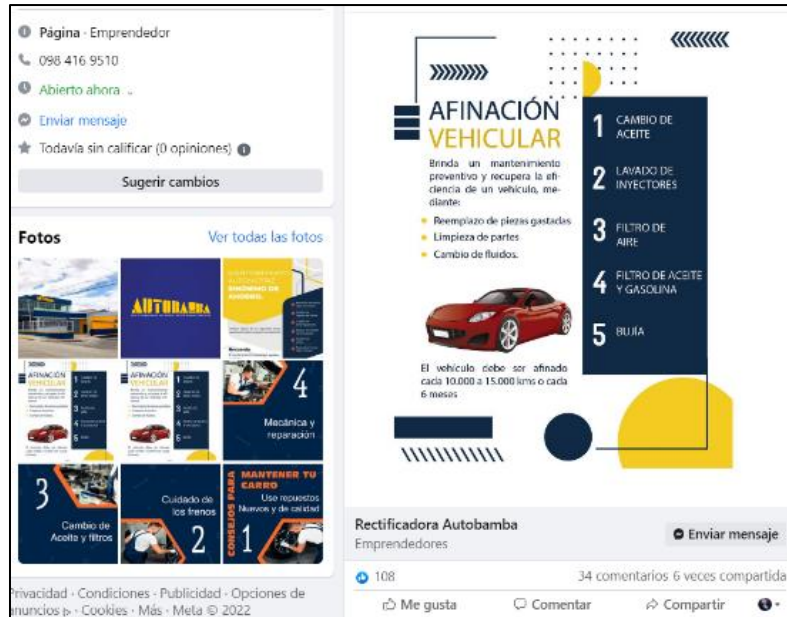 Página · Emprendedor
098 416 9510
Abierto ahora
Enviar mensaje
Todavía sin calificar (0 opiniones)
Sugerir cambios
Fotos
Ver todas las fotos
AUTOBAMBA
SINÓNIMO DE
AHORRO.
AFINACIÓN
VEHICULAR
AFINACIÓN
VEHICULAR
4
Mecánica y
reparación
3
Cambio de
Aceite y filtros
Cuidado de
los frenos
2
CONSEJOS PARA
MANTENER TU
CARRO
Use repuestos
Nuevos y de calidad
1
Privacidad · Condiciones · Publicidad · Opciones de
anuncios · Cookies · Más · Meta © 2022
AFINACIÓN
VEHICULAR
Brinda un mantenimiento
preventivo y recupera la efi-
ciencia de un vehículo, me-
diante:
Reemplazo de piezas gastadas
Limpieza de partes
Cambio de fluidos.
El vehículo debe ser afinado
cada 10.000 a 15.000 kms o cada
6 meses
1 CAMBIO DE
ACEITE
2 LAVADO DE
INYECTORES
3 FILTRO DE
AIRE
4 FILTRO DE ACEITE
Y GASOLINA
5 BUJÍA
Rectificadora Autobamba
Emprendedores
Enviar mensaje
108
34 comentarios 6 veces compartida
Me gusta
Comentar
Compartir